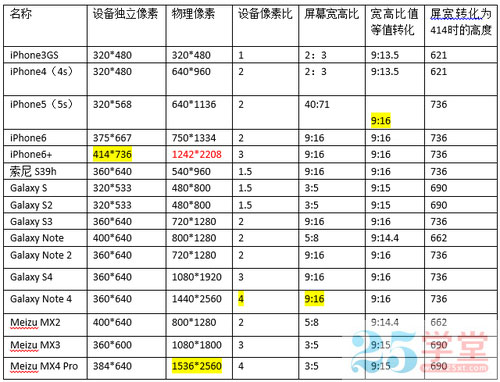 名称 设备独立像素 物理像素 设备像素比 屏幕宽高比 宽高比值 屏宽转化为
等值转化 414时的高度
iPhone3GS 320*480 320*480 1 2：3 9:13.5 621
iPhone4（4s） 320*480 640*960 2 2：3 9:13.5 621
iPhone5（5s） 320*568 640*1136 2 40:71 9:16 736
iPhone6 375*667 750*1334 2 9:16 9:16 736
iPhone6+ 414*736 1242*2208 3 9:16 9:16 736
索尼 S39h 360*640 540*960 1.5 9:16 9:16 736
Galaxy S 320*533 480*800 1.5 3:5 9:15 690
Galaxy S2 320*533 480*800 1.5 3:5 9:15 690
Galaxy S3 360*640 720*1280 2 9:16 9:16 736
Galaxy Note 400*640 800*1280 2 5:8 9:14.4 662
Galaxy Note 2 360*640 720*1280 2 9:16 9:16 736
Galaxy S4 360*640 1080*1920 3 9:16 9:16 736
Galaxy Note 4 360*640 1440*2560 4 9:16 9:16 736
Meizu MX2 400*640 800*1280 2 5:8 9:14.4 662
Meizu MX3 360*600 1080*1800 3 3:5 9:15 690
Meizu MX4 Pro 384*640 1536*2560 4 3:5 9:15 690
25学堂